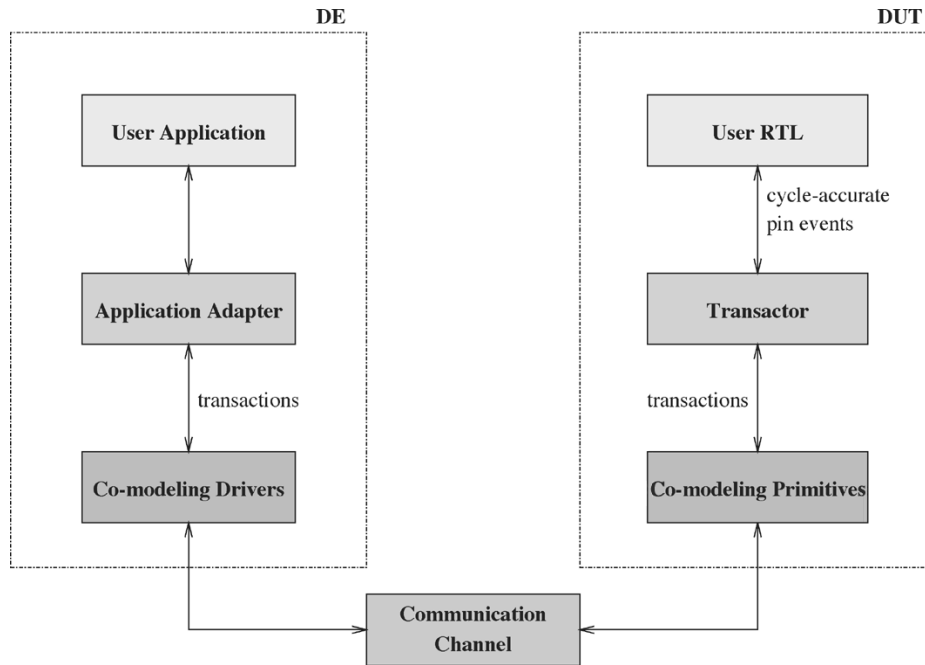 DE
DUT
User Application
User RTL
cycle-accurate
pin events
Application Adapter
Transactor
transactions
transactions
Co-modeling Drivers
Co-modeling Primitives
Communication
Channel